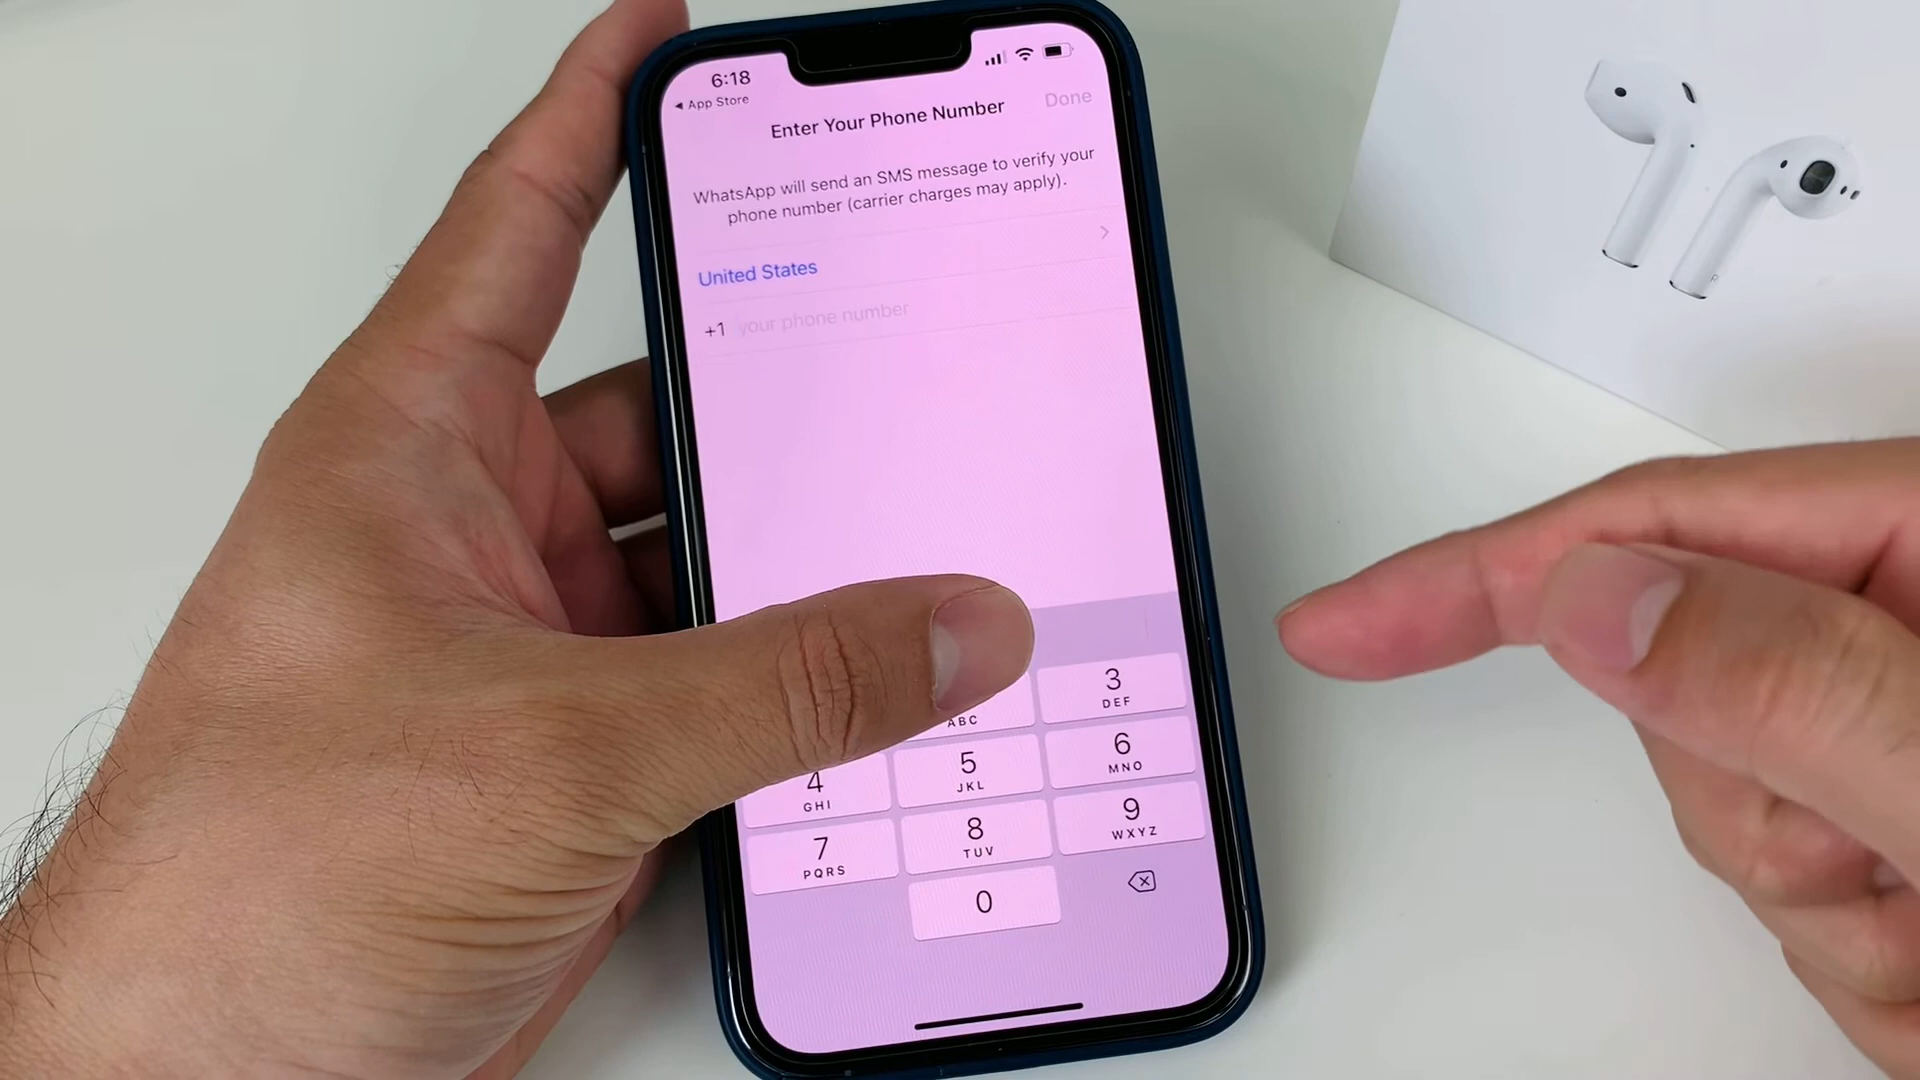 6:18
◀ App Store
Enter Your Phone Number
Done
WhatsApp will send an SMS message to verify your
phone number (carrier charges may apply).
United States
+1 your phone number
ABC
3
DEF
4
GHI
5
JKL
6
MNO
7
PQRS
8
TUV
9
WXYZ
0